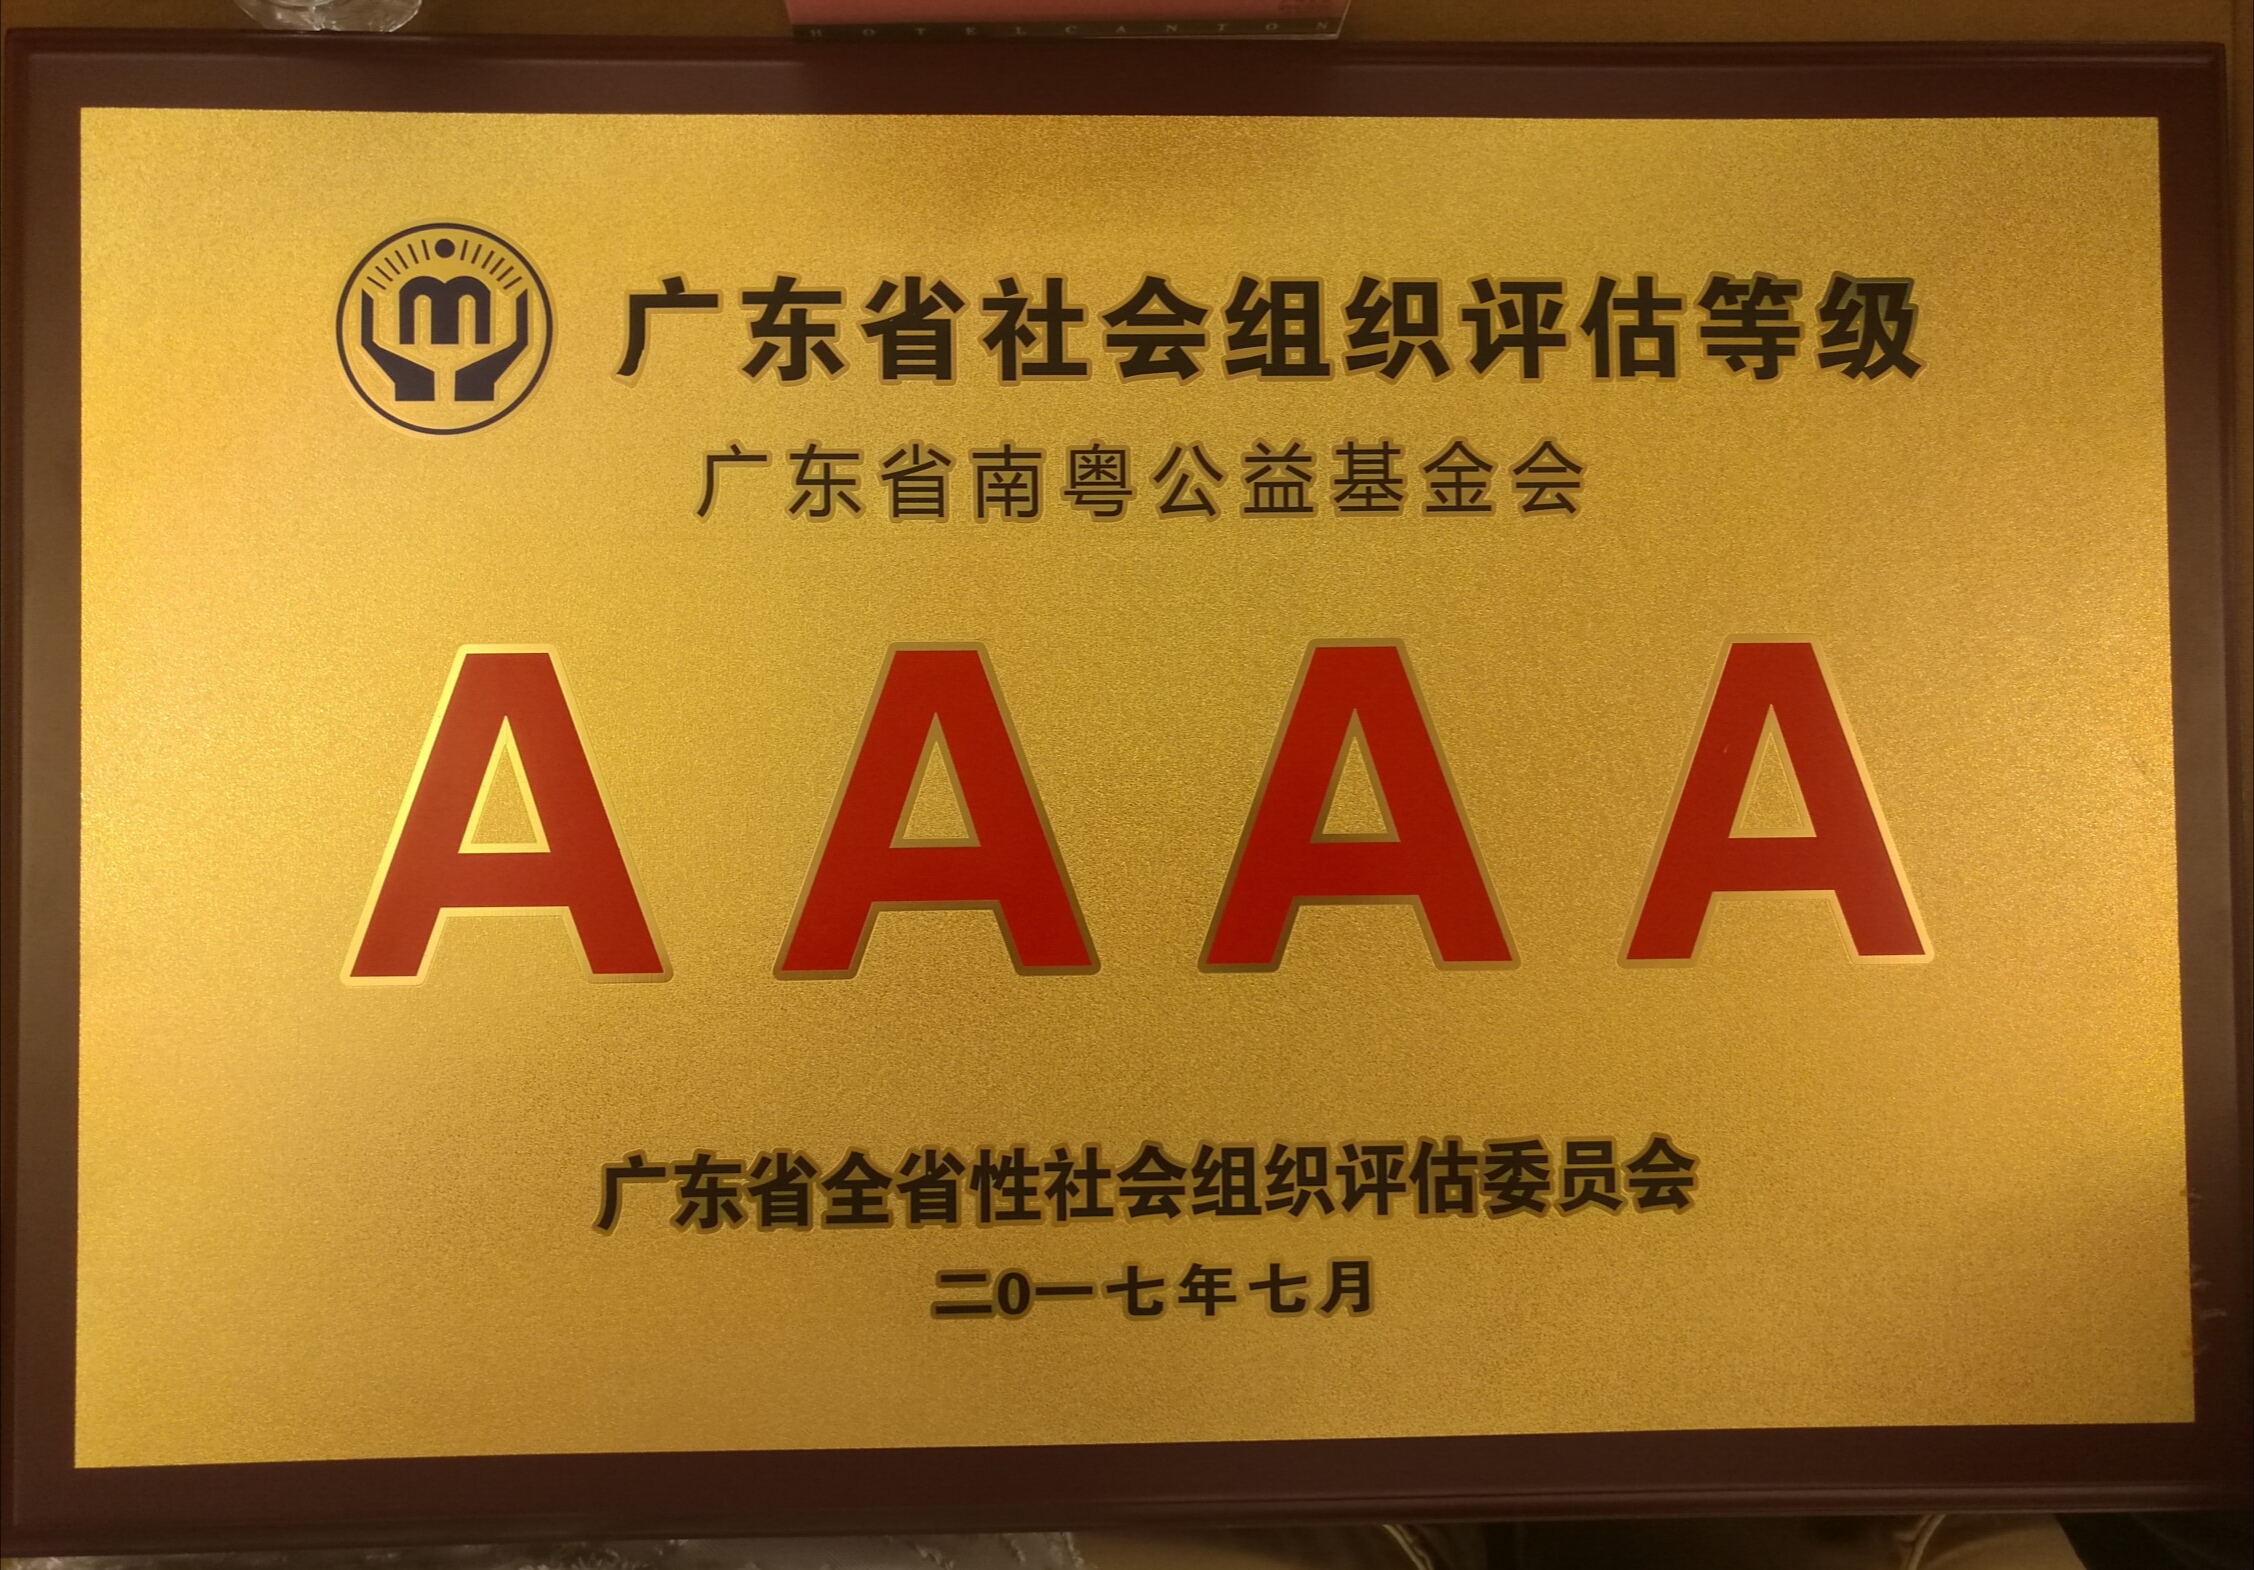 HOTEL CANTON
m
广东省社会组织评估等级
广东省南粤公益基金会
AAAA
广东省全省性社会组织评估委员会
二0一七年七月